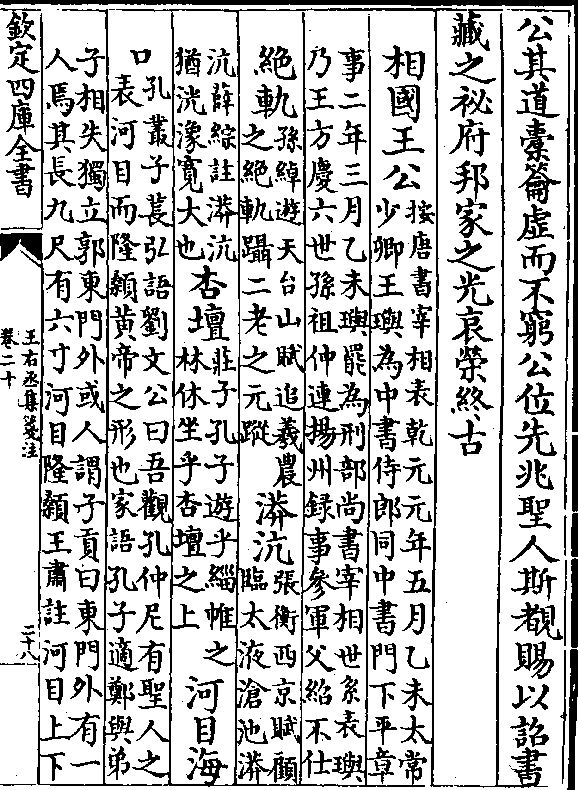 公其道槖籥虛而不窮公位先兆聖人斯覩賜以詔書
藏之祕府邦家之光哀榮終古
相國王公
按唐書宰相表乾元元年五月乙未太常
少卿王璵為中書侍郎同中書門下平章
事二年三月乙未璵罷為刑部尚書宰相世系表璵
乃王方慶六世孫祖仲連揚州録事參軍父紹不仕
絶軌
孫綽遊天台山賦追羲農
之絶軌躡二老之元蹤
漭沆
張衡西京賦顧
臨太液滄池漭
沆薛綜註漭沆
猶洸潒寛大也
杏壇
莊子孔子遊乎緇帷之
林休坐乎杏壇之上
河目海
口
孔叢子萇弘語劉文公曰吾觀孔仲尼有聖人之
表河目而隆顙黄帝之形也家語孔子適鄭與弟
子相失獨立郭東門外或人謂子貢曰東門外有一
人焉其長九尺有六寸河目隆顙王肅註河目上下
欽定四庫全書
王右丞集箋注
卷二十
二十八